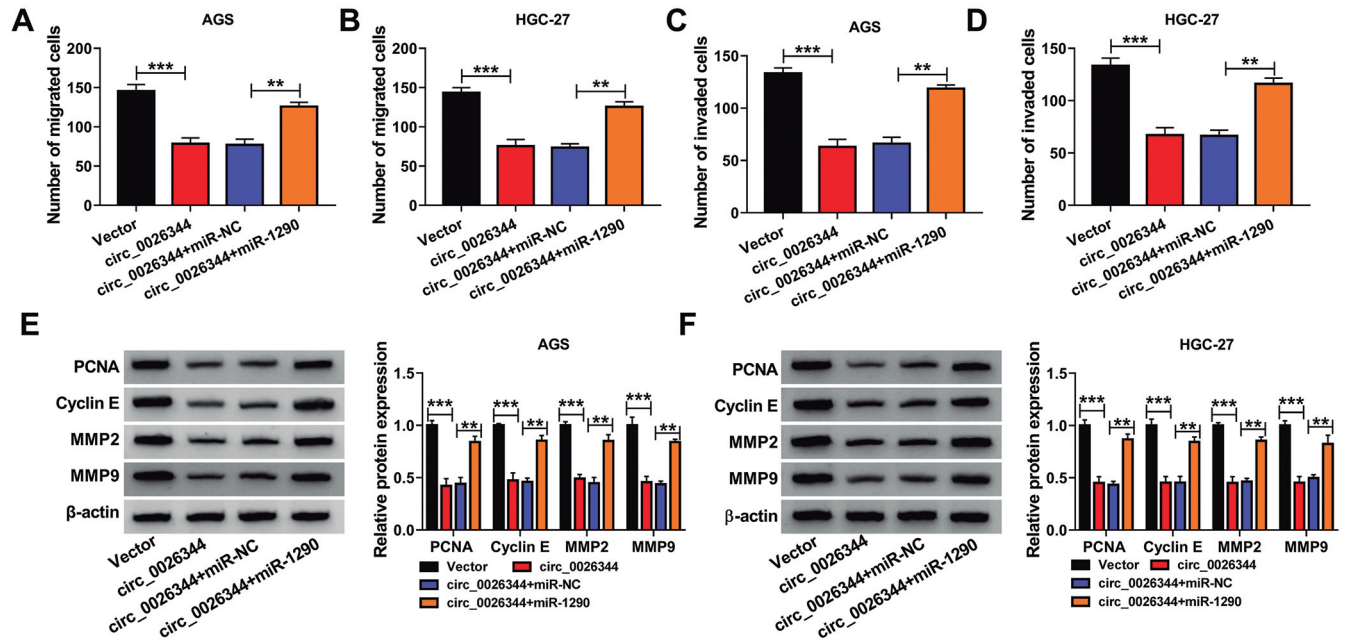 A
AGS
Number of migrated cells
200
150
100
50
0
***
**
Vector
circ_0026344
circ_0026344+miR-NC
circ_0026344+miR-1290
B
HGC-27
Number of migrated cells
200
150
100
50
0
***
**
Vector
circ_0026344
circ_0026344+miR-NC
circ_0026344+miR-1290
C
AGS
Number of invaded cells
150
100
50
0
***
**
Vector
circ_0026344
circ_0026344+miR-NC
circ_0026344+miR-1290
D
HGC-27
Number of invaded cells
150
100
50
0
***
**
Vector
circ_0026344
circ_0026344+miR-NC
circ_0026344+miR-1290
E
PCNA
Cyclin E
MMP2
MMP9
β-actin
Vector
circ_0026344
circ_0026344+miR-NC
circ_0026344+miR-1290
AGS
Relative protein expression
1.5
1.0
0.5
0.0
*** ** *** ** *** ** *** **
PCNA Cyclin E MMP2 MMP9
Vector circ_0026344
circ_0026344+miR-NC
circ_0026344+miR-1290
F
PCNA
Cyclin E
MMP2
MMP9
β-actin
Vector
circ_0026344
circ_0026344+miR-NC
circ_0026344+miR-1290
HGC-27
Relative protein expression
1.5
1.0
0.5
0.0
*** ** *** ** *** ** *** **
PCNA Cyclin E MMP2 MMP9
Vector circ_0026344
circ_0026344+miR-NC
circ_0026344+miR-1290